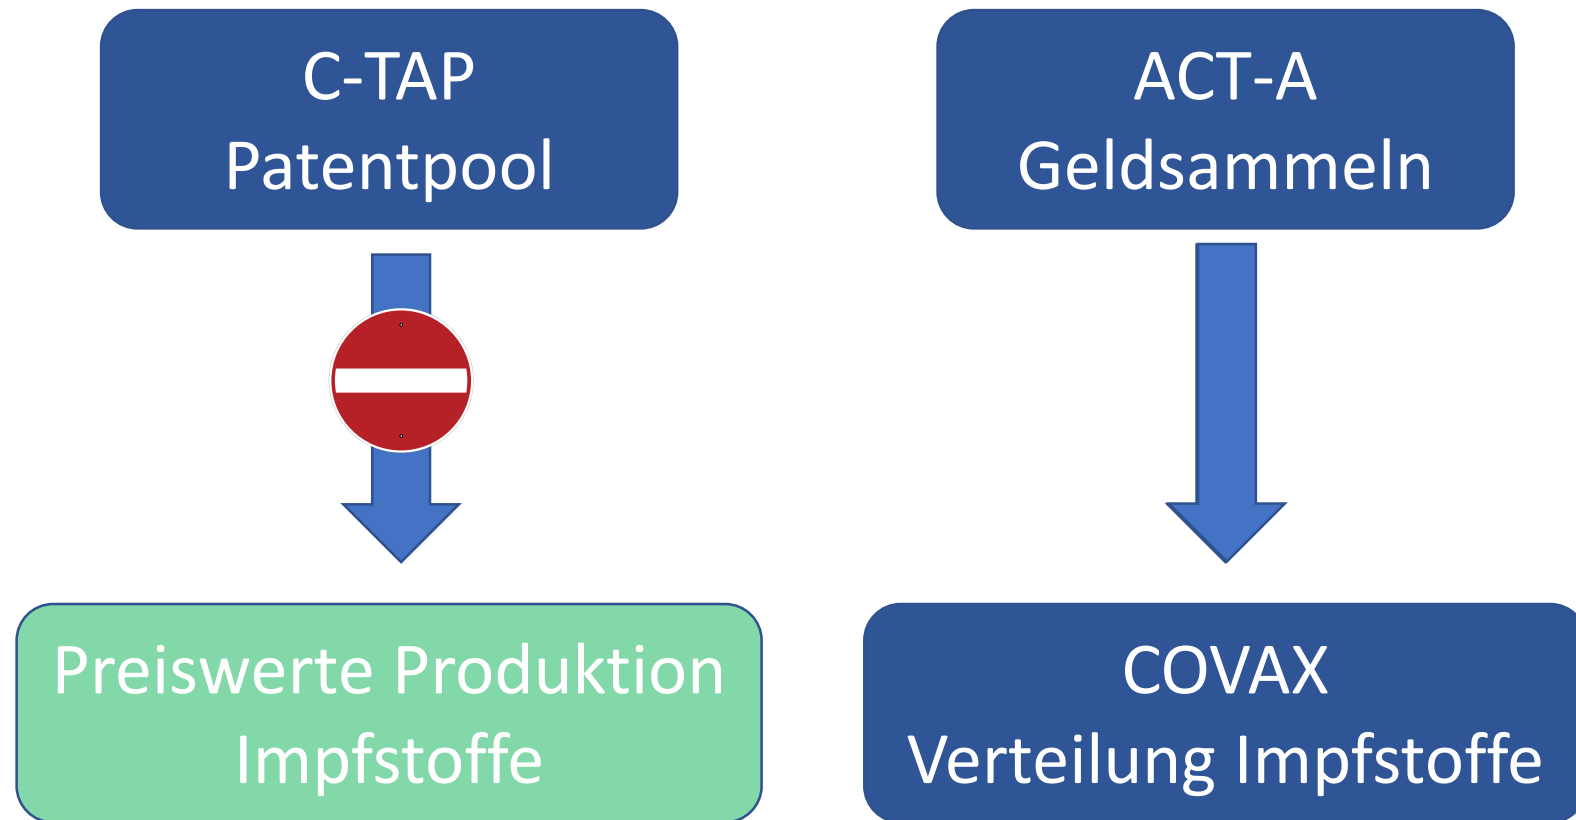 C-TAP
Patentpool
ACT-A
Geldsammeln
Preiswerte Produktion
Impfstoffe
COVAX
Verteilung Impfstoffe